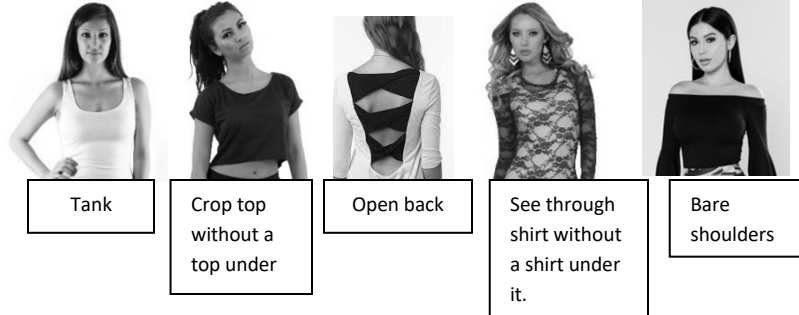 Tank
Crop top
without a
top under
Open back
See through
shirt without
a shirt under
it.
Bare
shoulders